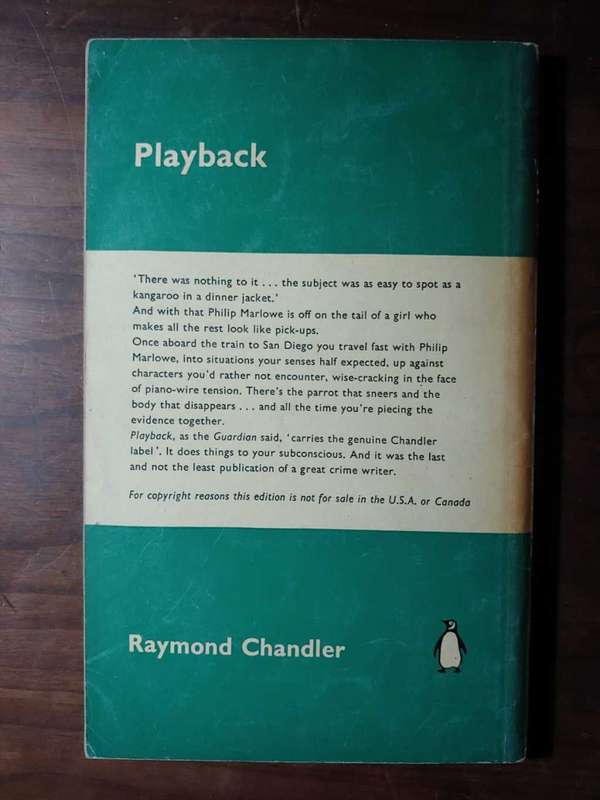 Playback
'There was nothing to it . . . the subject was as easy to spot as a
kangaroo in a dinner jacket.'
And with that Philip Marlowe is off on the tail of a girl who
makes all the rest look like pick-ups.
Once aboard the train to San Diego you travel fast with Philip
Marlowe, into situations your senses half expected, up against
characters you'd rather not encounter, wise-cracking in the face
of piano-wire tension. There's the parrot that sneers and the
body that disappears . . . and all the time you're piecing the
evidence together.
Playback, as the Guardian said, 'carries the genuine Chandler
label'. It does things to your subconscious. And it was the last
and not the least publication of a great crime writer.
For copyright reasons this edition is not for sale in the U.S.A. or Canada
Raymond Chandler